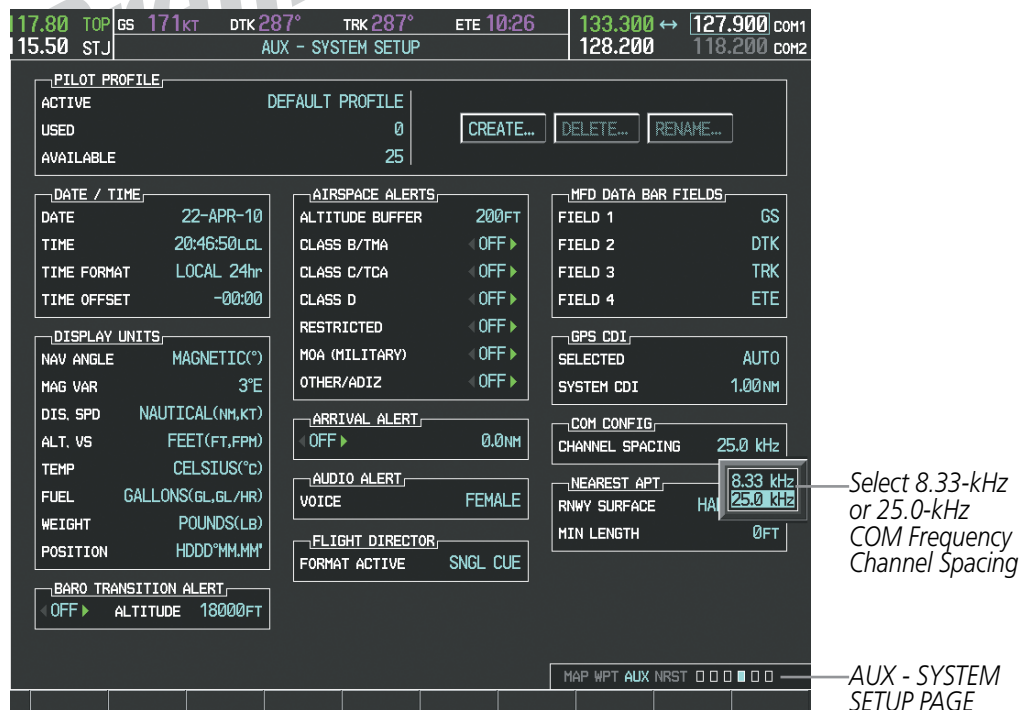 17.80 TOP GS 171KT DTK 287° TRK 287° ETE 10:26 133.300 ↔ 127.900 COM1
15.50 STJ AUX - SYSTEM SETUP 128.200 118.200 COM2
PILOT PROFILE
ACTIVE DEFAULT PROFILE
USED 0
AVAILABLE 25
CREATE... DELETE... RENAME...
DATE / TIME
DATE 22-APR-10
TIME 20:46:50LCL
TIME FORMAT LOCAL 24hr
TIME OFFSET -00:00
DISPLAY UNITS
NAV ANGLE MAGNETIC(°)
MAG VAR 3°E
DIS, SPD NAUTICAL(NM,KT)
ALT, VS FEET(FT,FPM)
TEMP CELSIUS(°C)
FUEL GALLONS(GL,GL/HR)
WEIGHT POUNDS(LB)
POSITION HDDD°MM.MM'
BARO TRANSITION ALERT
OFF ALTITUDE 18000FT
AIRSPACE ALERTS
ALTITUDE BUFFER 200FT
CLASS B/TMA OFF
CLASS C/TCA OFF
CLASS D OFF
RESTRICTED OFF
MOA (MILITARY) OFF
OTHER/ADIZ OFF
ARRIVAL ALERT
OFF 0.0NM
AUDIO ALERT
VOICE FEMALE
FLIGHT DIRECTOR
FORMAT ACTIVE SNGL CUE
MFD DATA BAR FIELDS
FIELD 1 GS
FIELD 2 DTK
FIELD 3 TRK
FIELD 4 ETE
GPS CDI
SELECTED AUTO
SYSTEM CDI 1.00NM
COM CONFIG
CHANNEL SPACING 25.0 kHz
8.33 kHz
25.0 kHz
NEAREST APT
RNWY SURFACE HA
MIN LENGTH 0FT
MAP WPT AUX NRST
Select 8.33-kHz
or 25.0-kHz
COM Frequency
Channel Spacing
AUX - SYSTEM
SETUP PAGE